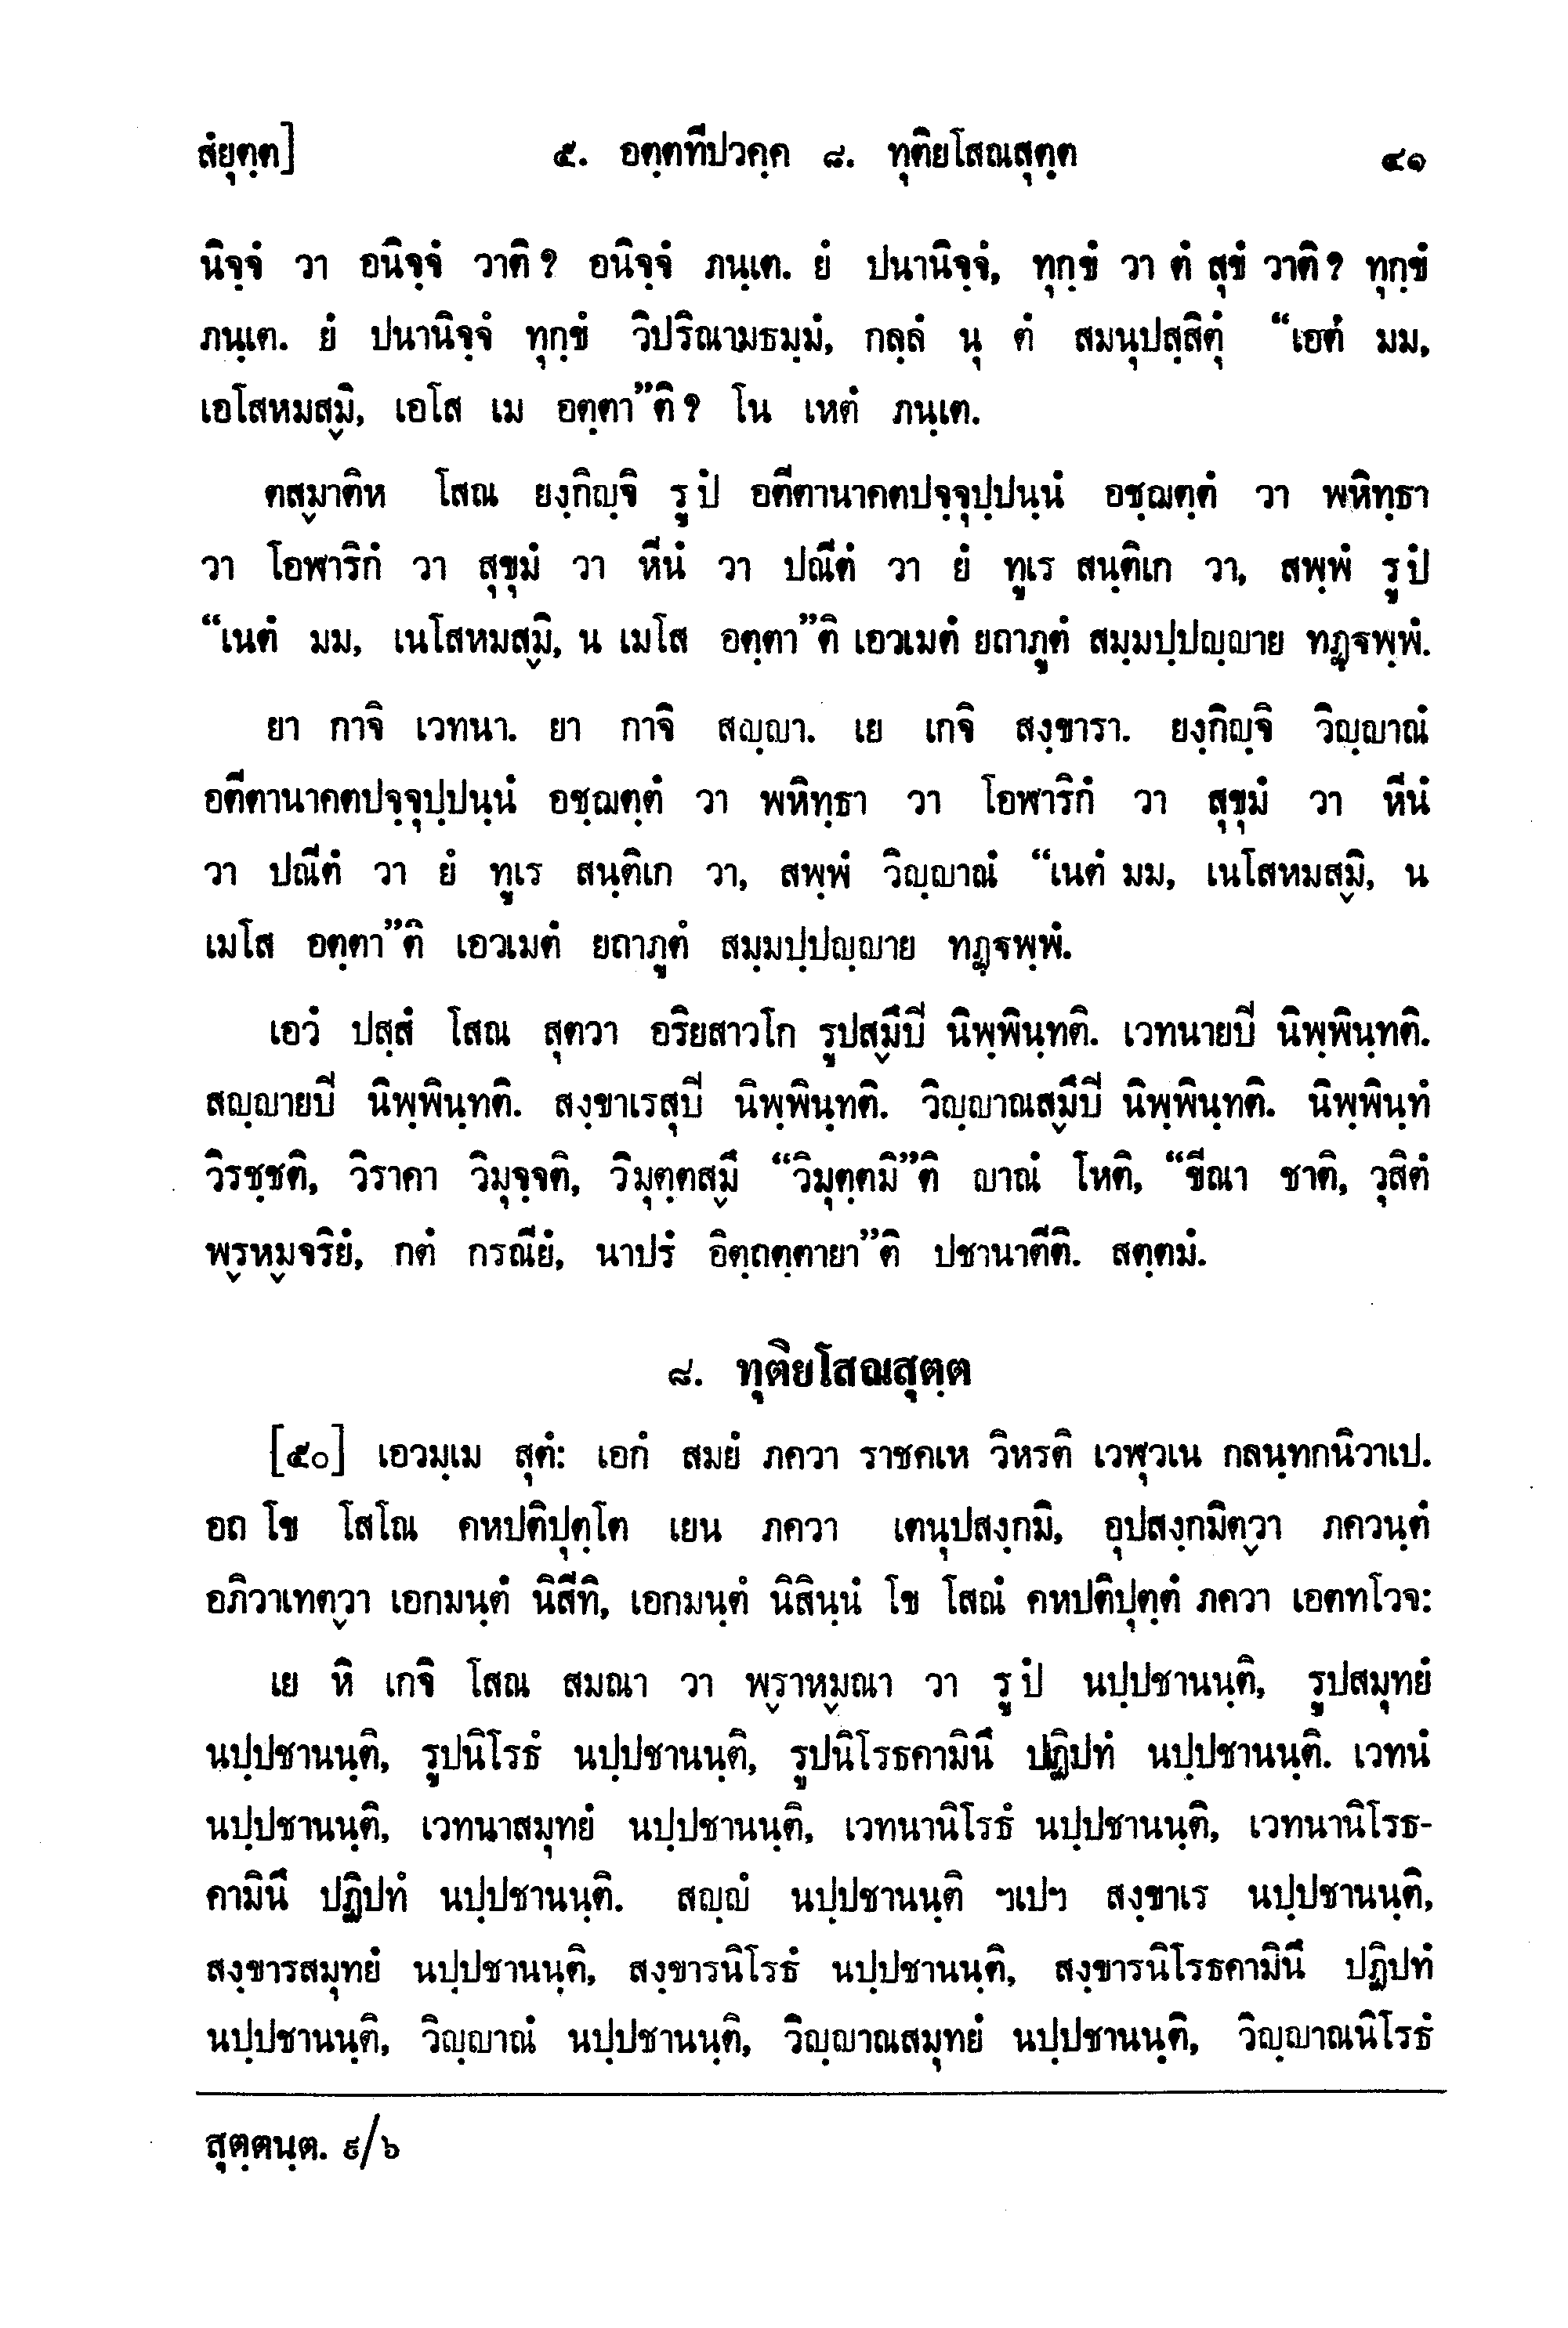 สํยุตฺต]	๕. อตฺตทีปวคฺค ๘. ทุติยโสณสุตฺต	๔๑
นิจฺจํ วา อนิจฺจํ วาติ? อนิจฺจํ ภนฺเต. ยํ ปนานิจฺจํ, ทุกฺขํ วา ตํ สุขํ วาติ? ทุกฺขํ
ภนฺเต. ยํ ปนานิจฺจํ ทุกฺขํ วิปริณามธมฺมํ, กลฺลํ นุ ตํ สมนุปสฺสิตุํ “เอตํ มม,
เอโสหมสฺมิ, เอโส เม อตฺตา”ติ? โน เหตํ ภนฺเต.
ตสฺมาติห โสณ ยงฺกิญฺจิ รูปํ อตีตานาคตปจฺจุปฺปนฺนํ อชฺฌตฺตํ วา พหิทฺธา
วา โอฬาริกํ วา สุขุมํ วา หีนํ วา ปณีตํ วา ยํ ทูเร สนฺติเก วา, สพฺพํ รูปํ
“เนตํ มม, เนโสหมสฺมิ, น เมโส อตฺตา”ติ เอวเมตํ ยถาภูตํ สมฺมปฺปญฺญาย ทฏฺฐพฺพํ.
ยา กาจิ เวทนา. ยา กาจิ สญฺญา. เย เกจิ สงฺขารา. ยงฺกิญฺจิ วิญฺญาณํ
อตีตานาคตปจฺจุปฺปนฺนํ อชฺฌตฺตํ วา พหิทฺธา วา โอฬาริกํ วา สุขุมํ วา หีนํ
วา ปณีตํ วา ยํ ทูเร สนฺติเก วา, สพฺพํ วิญฺญาณํ “เนตํ มม, เนโสหมสฺมิ, น
เมโส อตฺตา”ติ เอวเมตํ ยถาภูตํ สมฺมปฺปญฺญาย ทฏฺฐพฺพํ.
เอวํ ปสฺสํ โสณ สุตวา อริยสาวโก รูปสฺมึปี นิพฺพินฺทติ. เวทนายปี นิพฺพินฺทติ.
สญฺญายปี นิพฺพินฺทติ. สงฺขาเรสุปี นิพฺพินฺทติ. วิญฺญาณสฺมึปี นิพฺพินฺทติ. นิพฺพินฺทํ
วิรชฺชติ, วิราคา วิมุจฺจติ, วิมุตฺตสฺมึ “วิมุตฺตมิ”ติ ญาณํ โหติ, “ขีณา ชาติ, วุสิตํ
พฺรหฺมจริยํ, กตํ กรณียํ, นาปรํ อิตฺถตฺตายา”ติ ปชานาตีติ. สตฺตมํ.
๘. ทุติยโสณสุตฺต
[๕๐] เอวมฺเม สุตํ: เอกํ สมยํ ภควา ราชคเห วิหรติ เวฬุวเน กลนฺทกนิวาเป.
อถ โข โสโณ คหปติปุตฺโต เยน ภควา เตนุปสงฺกมิ, อุปสงฺกมิตฺวา ภควนฺตํ
อภิวาเทตฺวา เอกมนฺตํ นิสีทิ, เอกมนฺตํ นิสินฺนํ โข โสณํ คหปติปุตฺตํ ภควา เอตทโวจ:
เย หิ เกจิ โสณ สมณา วา พฺราหฺมณา วา รูปํ นปฺปชานนฺติ, รูปสมุทยํ
นปฺปชานนฺติ, รูปนิโรธํ นปฺปชานนฺติ, รูปนิโรธคามินึ ปฏิปทํ นปฺปชานนฺติ. เวทนํ
นปฺปชานนฺติ, เวทนาสมุทยํ นปฺปชานนฺติ, เวทนานิโรธํ นปฺปชานนฺติ, เวทนานิโรธ-
คามินึ ปฏิปทํ นปฺปชานนฺติ. สญฺญํ นปฺปชานนฺติ ฯเปฯ สงฺขาเร นปฺปชานนฺติ,
สงฺขารสมุทยํ นปฺปชานนฺติ, สงฺขารนิโรธํ นปฺปชานนฺติ, สงฺขารนิโรธคามินึ ปฏิปทํ
นปฺปชานนฺติ, วิญฺญาณํ นปฺปชานนฺติ, วิญฺญาณสมุทยํ นปฺปชานนฺติ, วิญฺญาณนิโรธํ
สุตฺตนฺต. ๙/๖